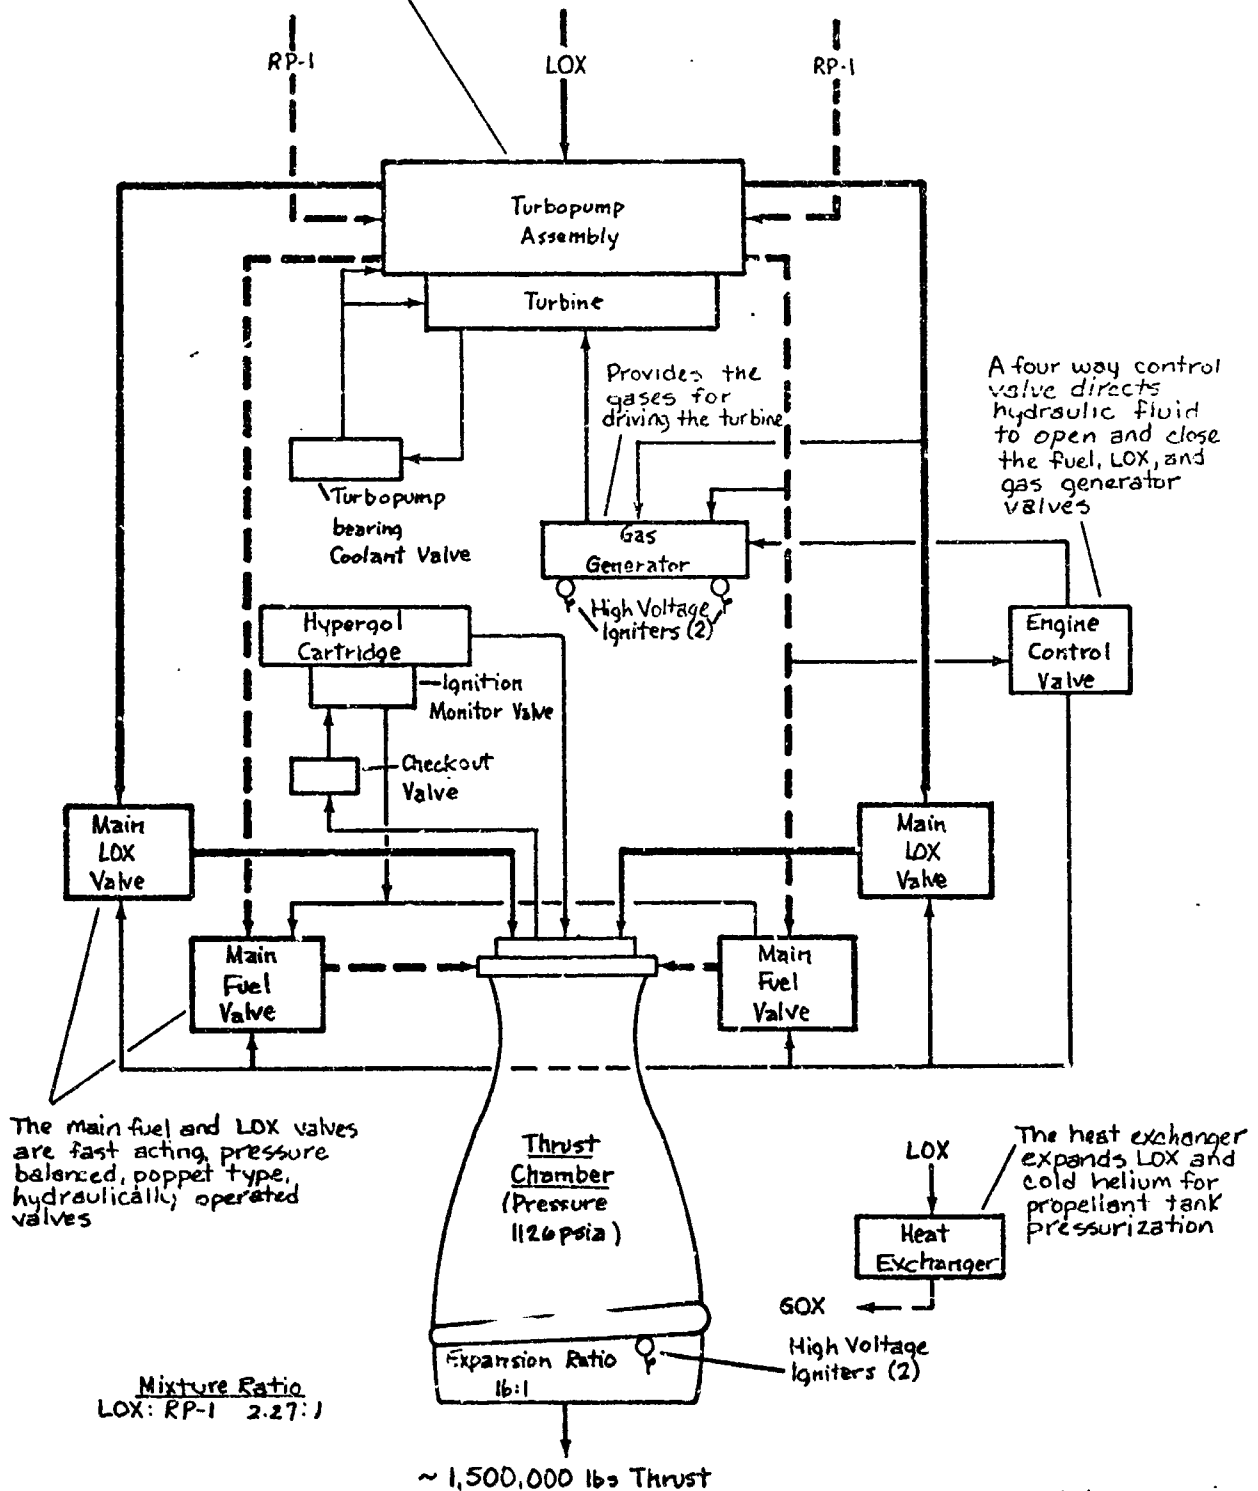 RP-1
LOX
RP-1
Turbopump
Assembly
Turbine
Provides the
gases for
driving the turbine
A four way control
valve directs
hydraulic fluid
to open and close
the fuel, LOX, and
gas generator
valves
Turbopump
bearing
Coolant Valve
Gas
Generator
High Voltage
Igniters (2)
Hypergol
Cartridge
Engine
Control
Valve
Ignition
Monitor Valve
Checkout
Valve
Main
LOX
Valve
Main
LOX
Valve
Main
Fuel
Valve
Main
Fuel
Valve
The main fuel and LOX valves
are fast acting, pressure
balanced, poppet type,
hydraulically operated
valves
Thrust
Chamber
(Pressure
1126 psia)
LOX
The heat exchanger
expands LOX and
cold helium for
propellant tank
pressurization
Heat
Exchanger
GOX
High Voltage
Igniters (2)
Expansion Ratio
16:1
Mixture Ratio
LOX: RP-1 2.27:1
~ 1,500,000 lbs Thrust